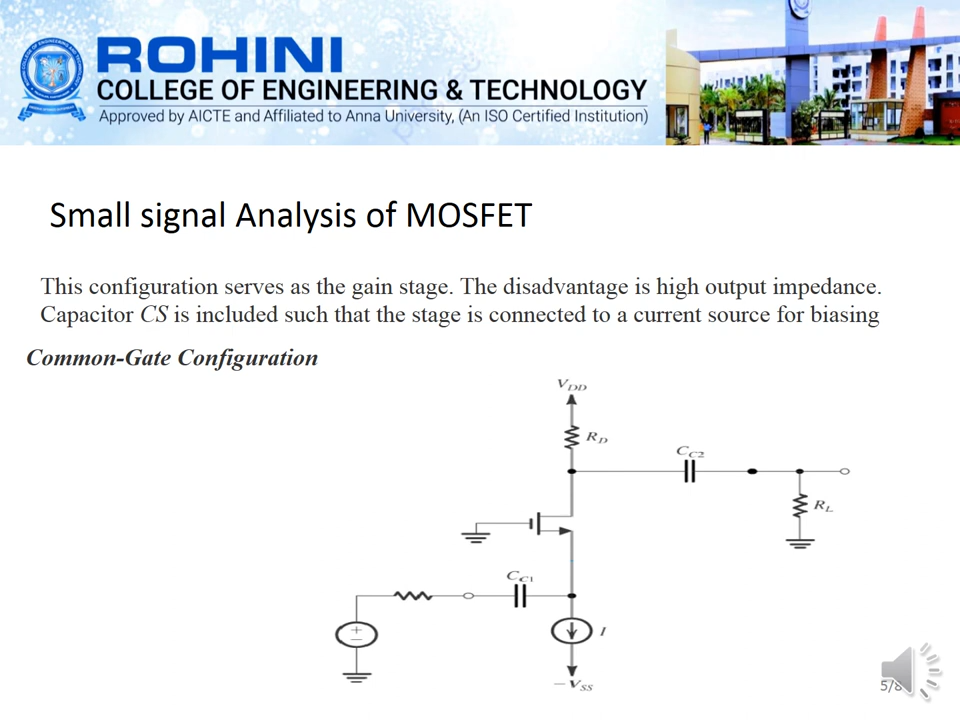 ROHINI
COLLEGE OF ENGINEERING & TECHNOLOGY
Approved by AICTE and Affiliated to Anna University, (An ISO Certified Institution)
Small signal Analysis of MOSFET
This configuration serves as the gain stage. The disadvantage is high output impedance.
Capacitor CS is included such that the stage is connected to a current source for biasing
Common-Gate Configuration
VDD
RD
CC2
RL
CC1
+
−
I
−VSS
5/8